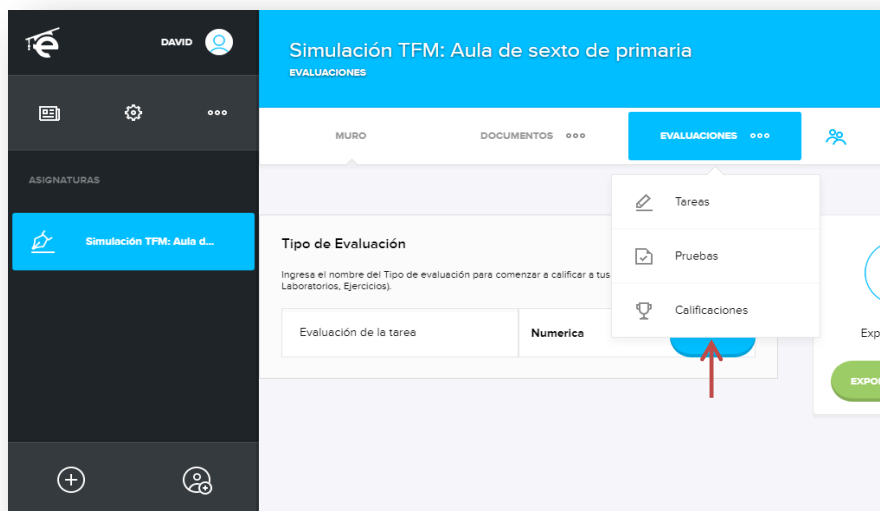 DAVID
ASIGNATURAS
Simulación TFM: Aula d...
Simulación TFM: Aula de sexto de primaria
EVALUACIONES
MURO
DOCUMENTOS
EVALUACIONES
Tareas
Pruebas
Calificaciones
Tipo de Evaluación
Ingresa el nombre del Tipo de evaluación para comenzar a calificar a tus
Laboratorios, Ejercicios).
Evaluación de la tarea
Numerica
Exp
EXPO